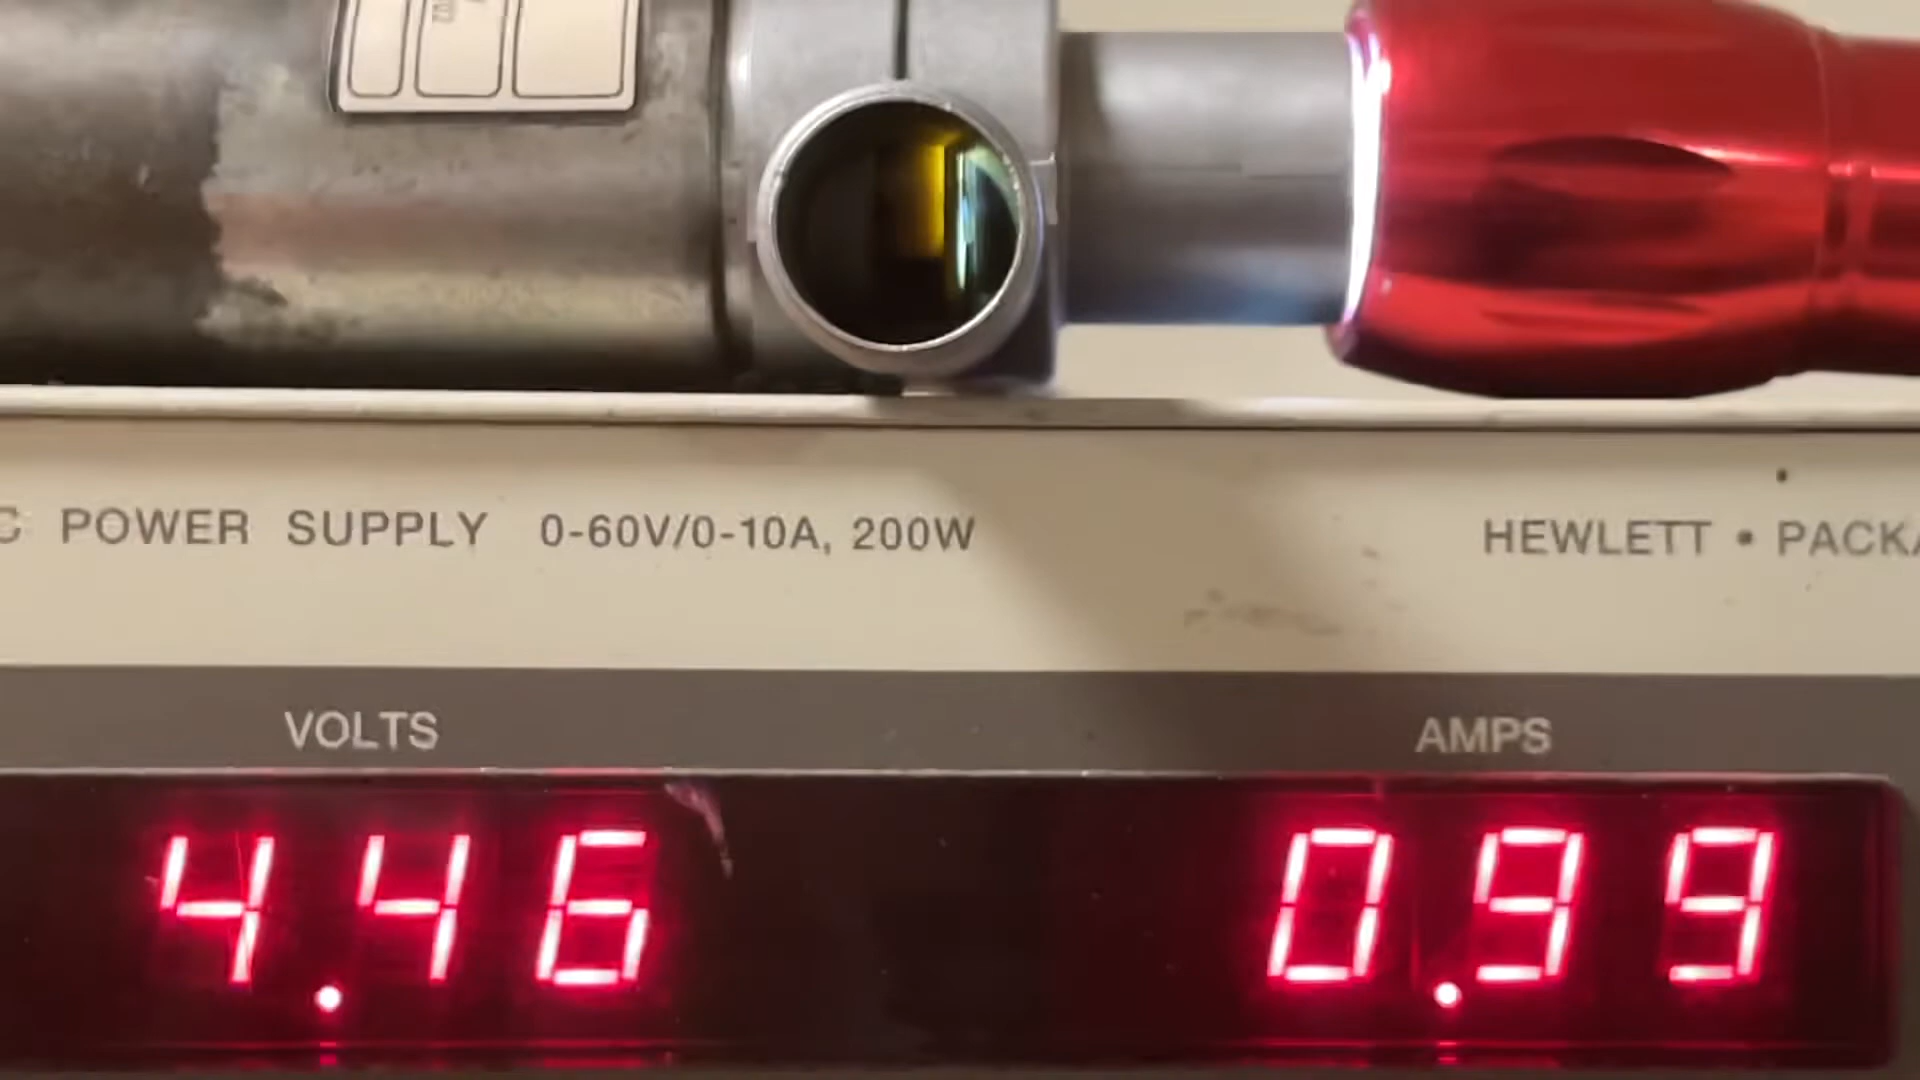 C POWER SUPPLY 0-60V/0-10A, 200W
HEWLETT • PACKA
VOLTS
AMPS
4.46
0.99